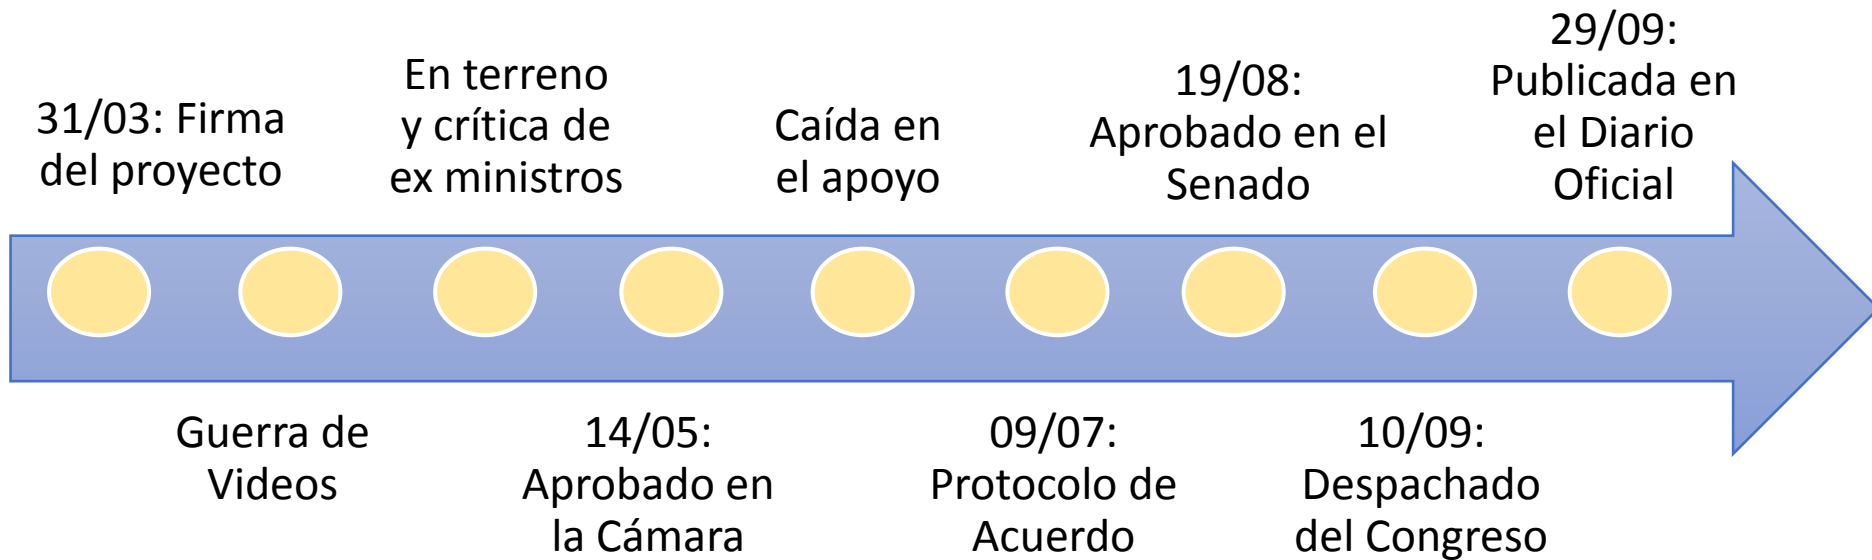 31/03: Firma
del proyecto
Guerra de
Videos
En terreno
y crítica de
ex ministros
14/05:
Aprobado en
la Cámara
Caída en
el apoyo
09/07:
Protocolo de
Acuerdo
19/08:
Aprobado en el
Senado
10/09:
Despachado
del Congreso
29/09:
Publicada en
el Diario
Oficial